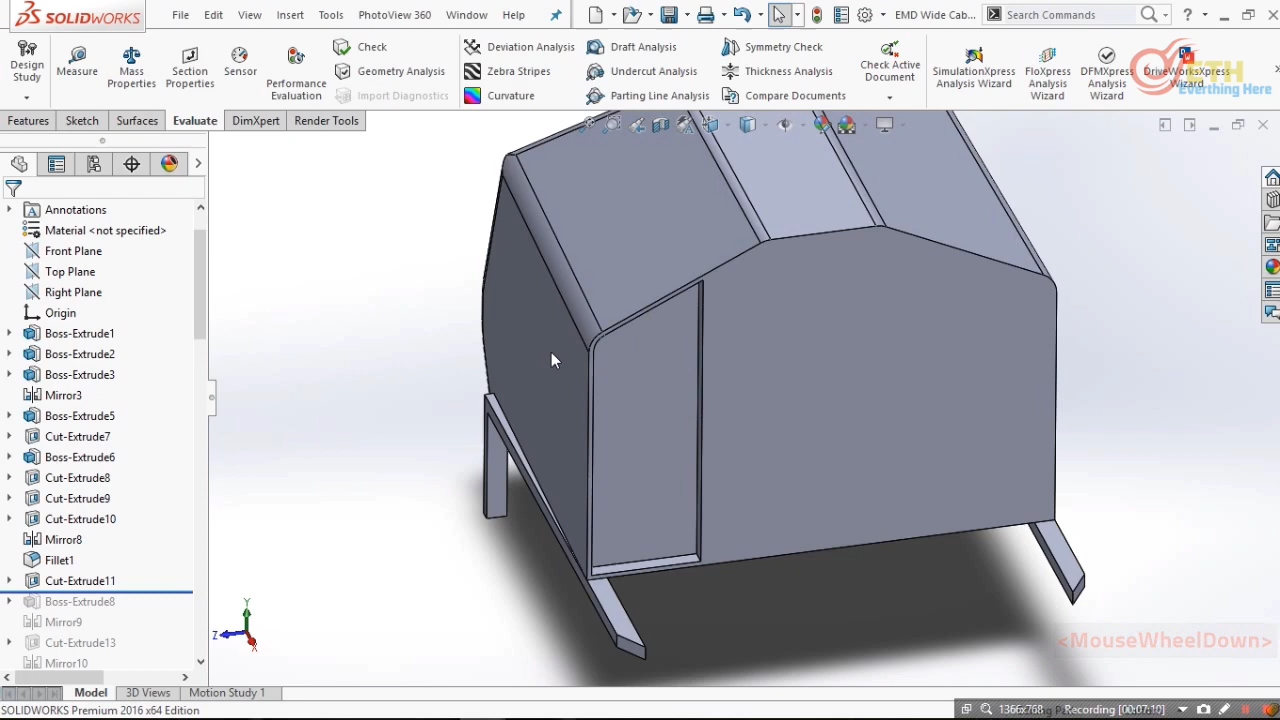 SOLIDWORKS File Edit View Insert Tools PhotoView 360 Window Help EMD Wide Cab... Search Commands
Design Study
Measure
Mass Properties
Section Properties
Sensor
Performance Evaluation
Check
Geometry Analysis
Import Diagnostics
Deviation Analysis
Zebra Stripes
Curvature
Draft Analysis
Undercut Analysis
Parting Line Analysis
Symmetry Check
Thickness Analysis
Compare Documents
Check Active Document
SimulationXpress Analysis Wizard
FloXpress Analysis Wizard
DFMXpress Analysis Wizard
DriveWorksXpress Wizard
ETH
Everthing Here
Features Sketch Surfaces Evaluate DimXpert Render Tools
Annotations
Material <not specified>
Front Plane
Top Plane
Right Plane
Origin
Boss-Extrude1
Boss-Extrude2
Boss-Extrude3
Mirror3
Boss-Extrude5
Cut-Extrude7
Boss-Extrude6
Cut-Extrude8
Cut-Extrude9
Cut-Extrude10
Mirror8
Fillet1
Cut-Extrude11
Boss-Extrude8
Mirror9
Cut-Extrude13
Mirror10
Y
Z
X
<MouseWheelDown>
Model 3D Views Motion Study 1
SOLIDWORKS Premium 2016 x64 Edition
1366x768 Recording [00:07:10]